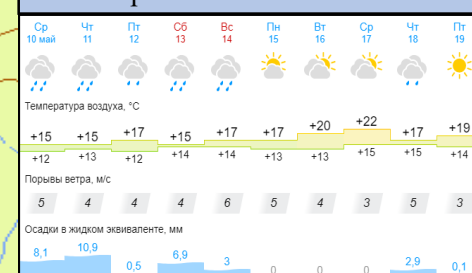 Ср Чт Пт Сб Вс Пн Вт Ср Чт Пт
10 май 11 12 13 14 15 16 17 18 19
Температура воздуха, °C
+15 +15 +17 +15 +17 +17 +20 +22 +17 +19
+12 +13 +12 +14 +14 +13 +13 +15 +15 +14
Порывы ветра, м/с
5 4 4 4 6 5 4 3 5 3
Осадки в жидком эквиваленте, мм
8,1 10,9 0,5 6,9 3 0 0 0 2,9 0,1